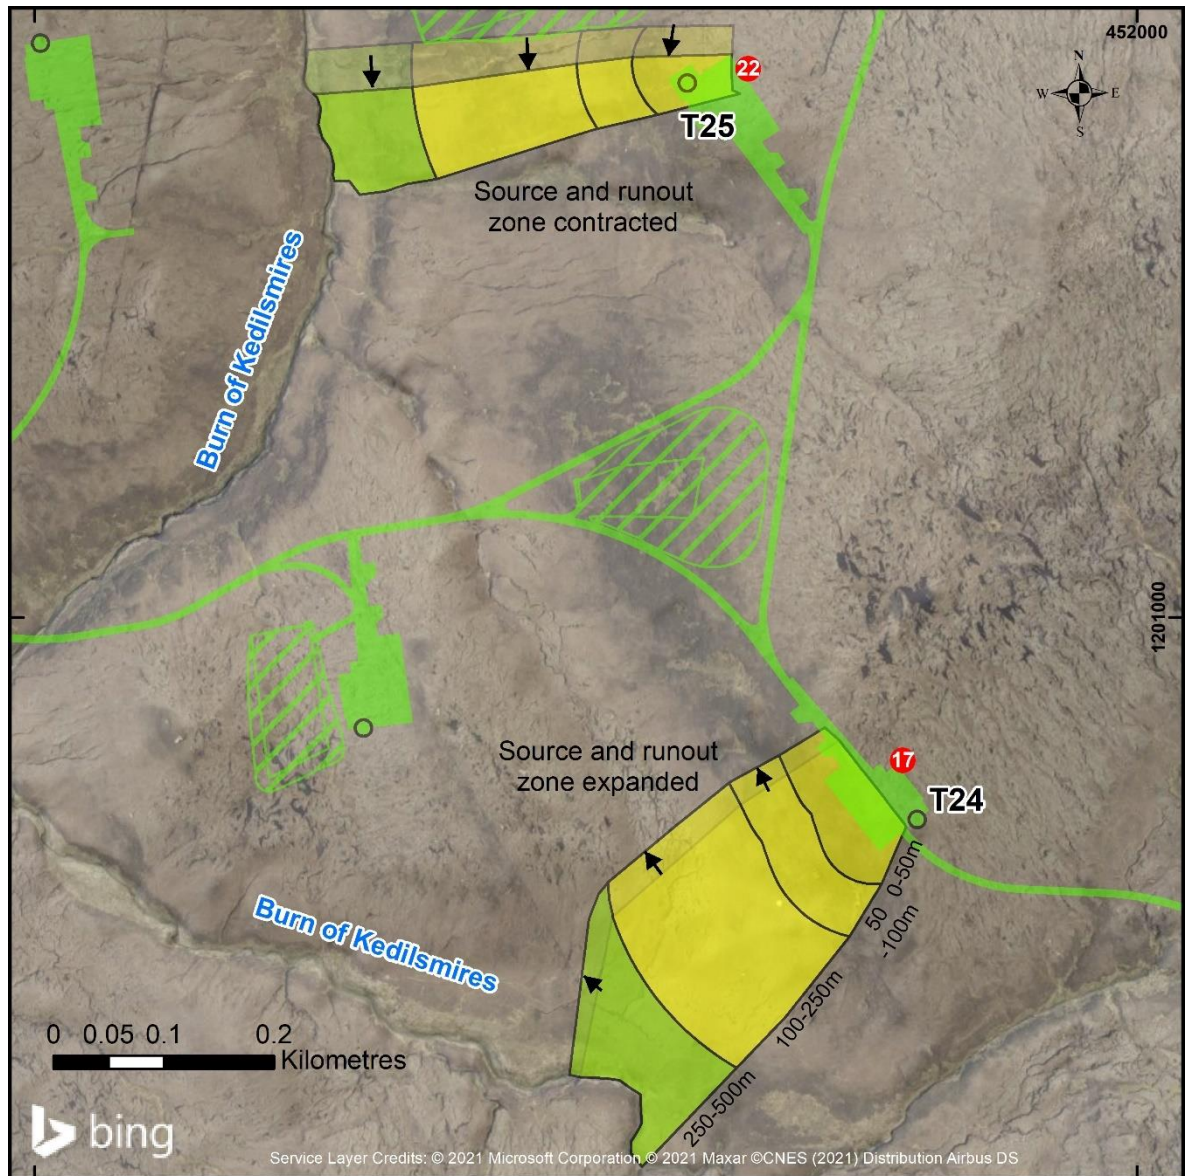 452000
N
W E
S
22
T25
Source and runout
zone contracted
Burn of Kedilsmires
1201000
Source and runout
zone expanded
17
T24
0-50m
50
-100m
100-250m
250-500m
Burn of Kedilsmires
0 0.05 0.1 0.2
Kilometres
bing
Service Layer Credits: © 2021 Microsoft Corporation © 2021 Maxar ©CNES (2021) Distribution Airbus DS